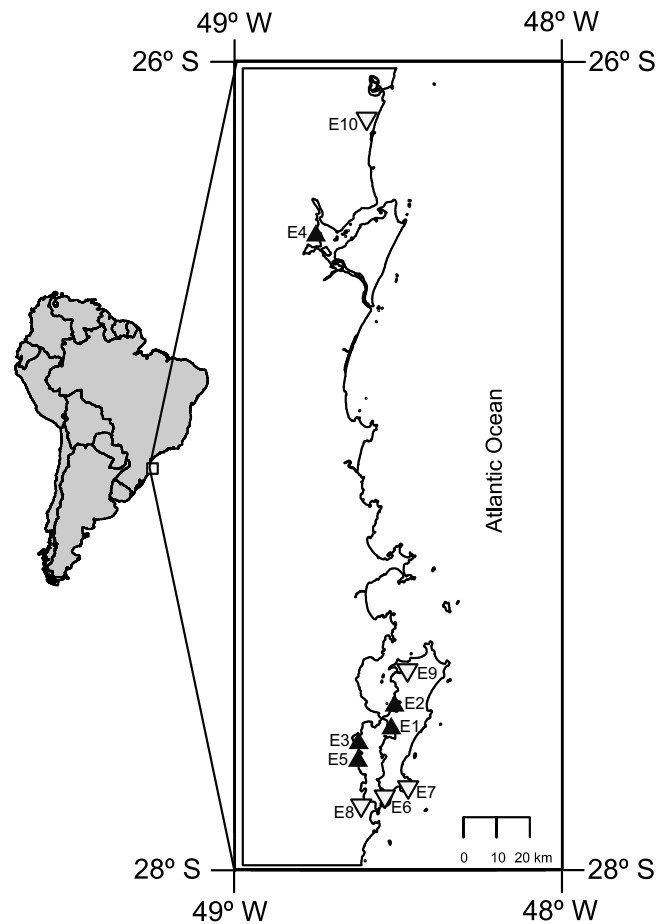 49º W
48º W
26º S
26º S
E10
E4
Atlantic Ocean
E9
E2
E1
E3
E5
E7
E6
E8
0 10 20 km
28º S
28º S
49º W
48º W